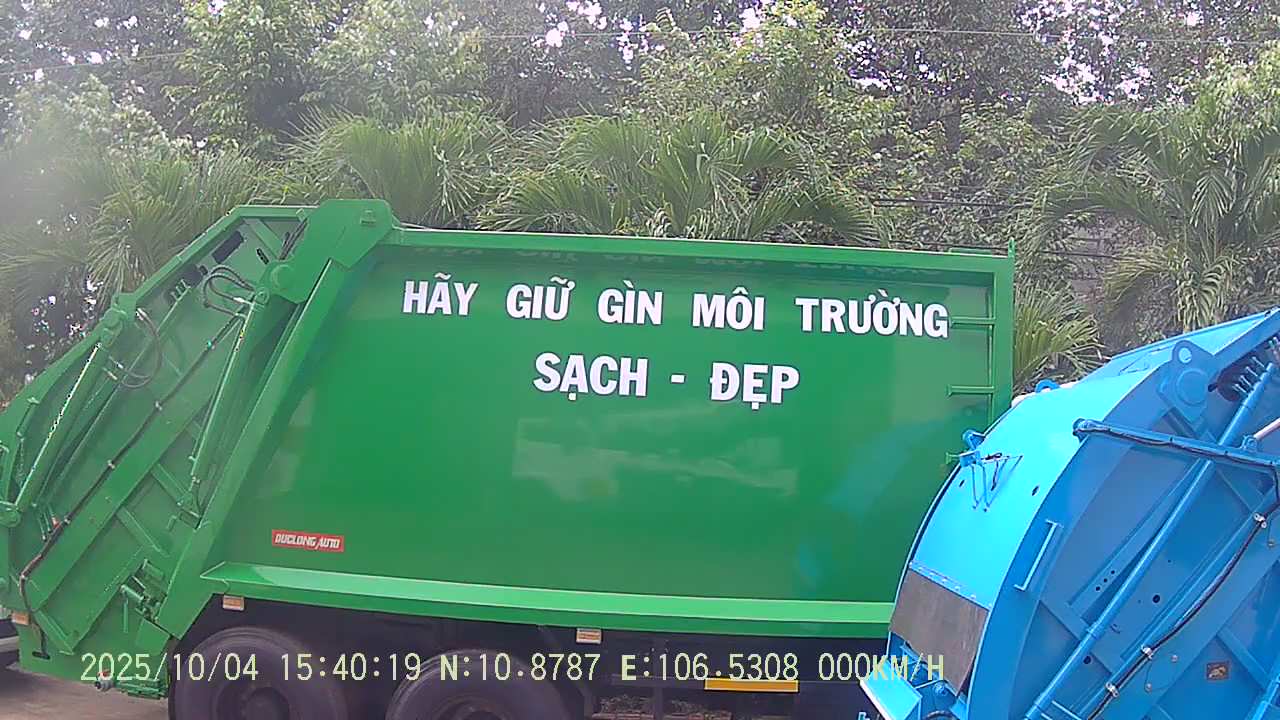 HÃY GIỮ GÌN MÔI TRƯỜNG
SẠCH - ĐẸP
DUCLONG AUTO
2025/10/04 15:40:19 N:10.8787 E:106.5308 000KM/H